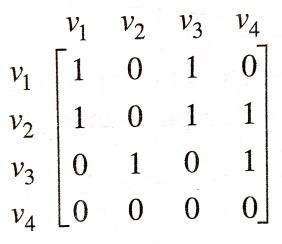 v₁ v₂ v₃ v₄
v₁ 1 0 1 0
v₂ 1 0 1 1
v₃ 0 1 0 1
v₄ 0 0 0 0